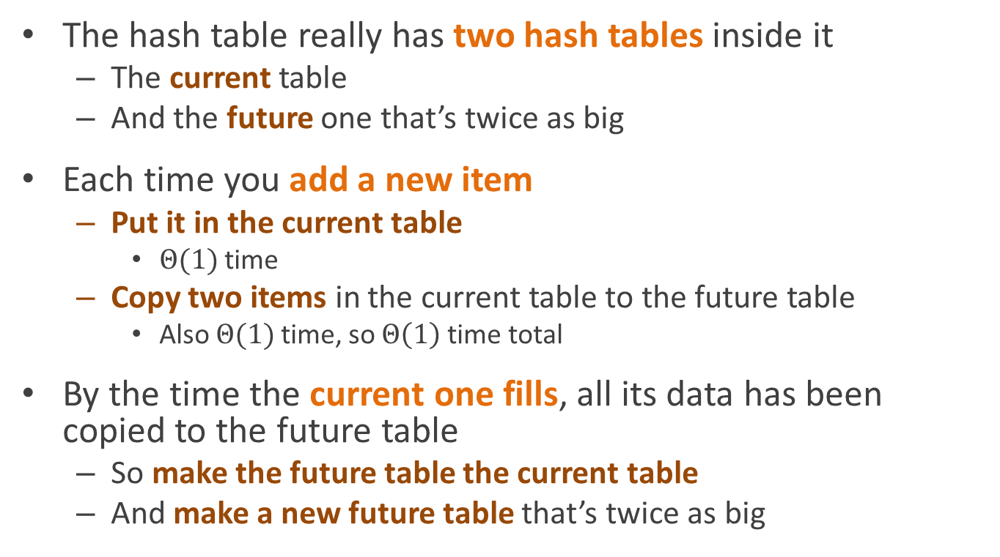 • The hash table really has two hash tables inside it
– The current table
– And the future one that’s twice as big
• Each time you add a new item
– Put it in the current table
• Θ(1) time
– Copy two items in the current table to the future table
• Also Θ(1) time, so Θ(1) time total
• By the time the current one fills, all its data has been
copied to the future table
– So make the future table the current table
– And make a new future table that’s twice as big